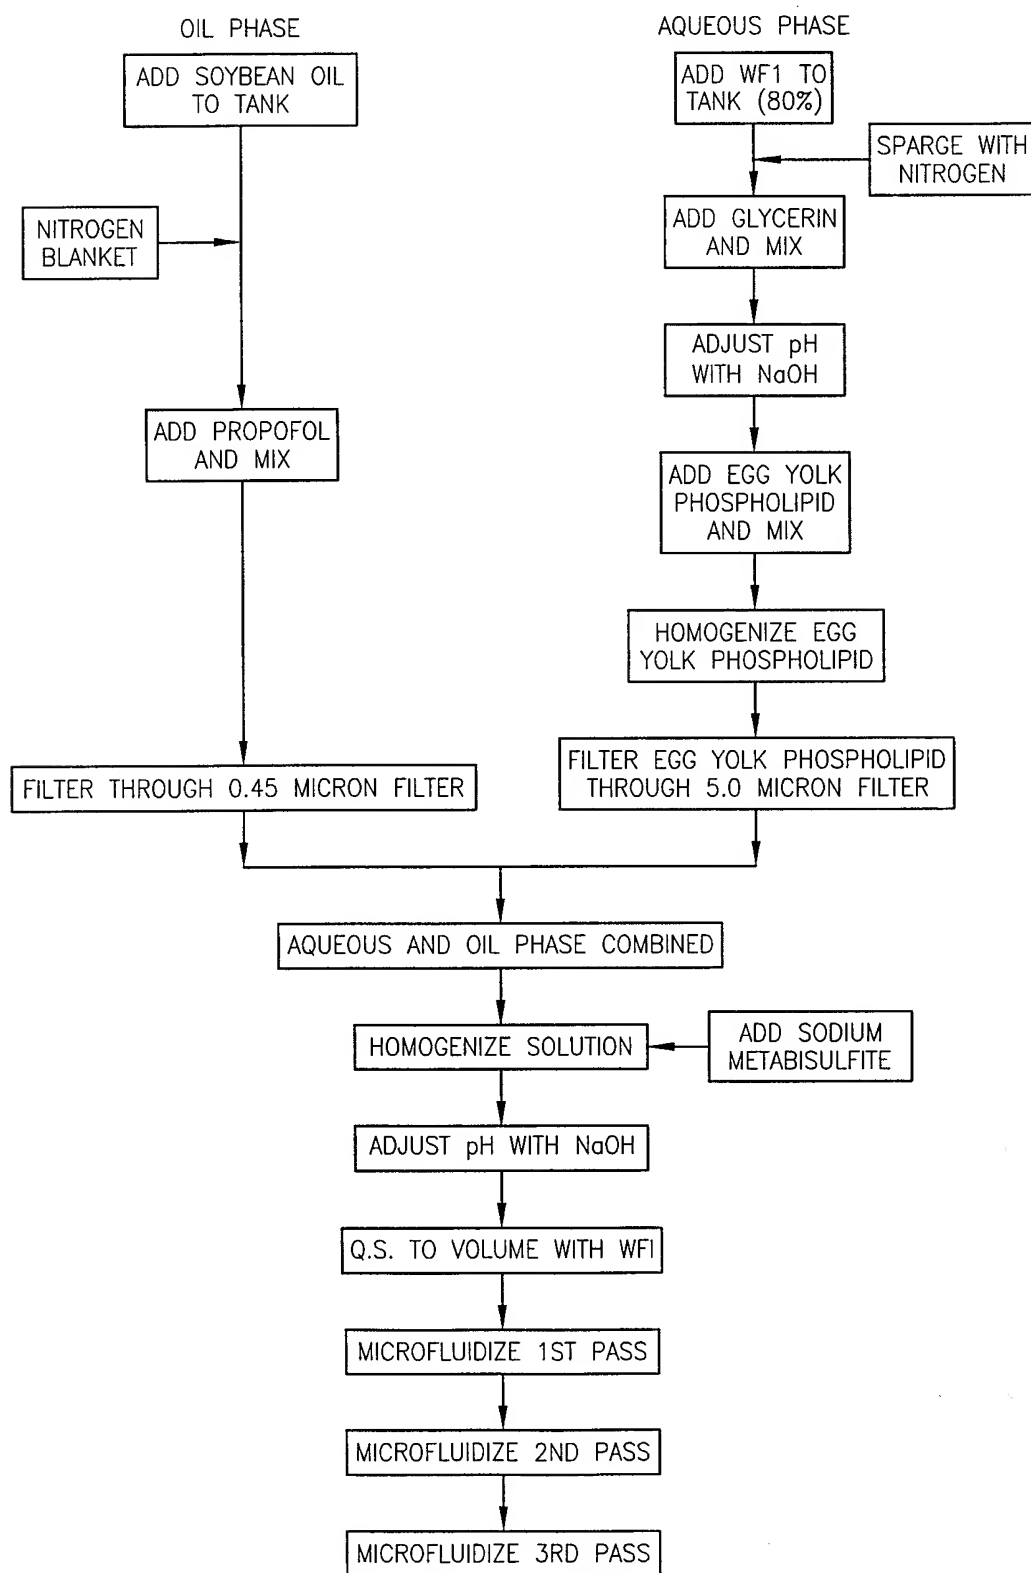 OIL PHASE
ADD SOYBEAN OIL
TO TANK
NITROGEN
BLANKET
ADD PROPOFOL
AND MIX
FILTER THROUGH 0.45 MICRON FILTER
AQUEOUS PHASE
ADD WF1 TO
TANK (80%)
SPARGE WITH
NITROGEN
ADD GLYCERIN
AND MIX
ADJUST pH
WITH NaOH
ADD EGG YOLK
PHOSPHOLIPID
AND MIX
HOMOGENIZE EGG
YOLK PHOSPHOLIPID
FILTER EGG YOLK PHOSPHOLIPID
THROUGH 5.0 MICRON FILTER
AQUEOUS AND OIL PHASE COMBINED
HOMOGENIZE SOLUTION
ADD SODIUM
METABISULFITE
ADJUST pH WITH NaOH
Q.S. TO VOLUME WITH WFI
MICROFLUIDIZE 1ST PASS
MICROFLUIDIZE 2ND PASS
MICROFLUIDIZE 3RD PASS